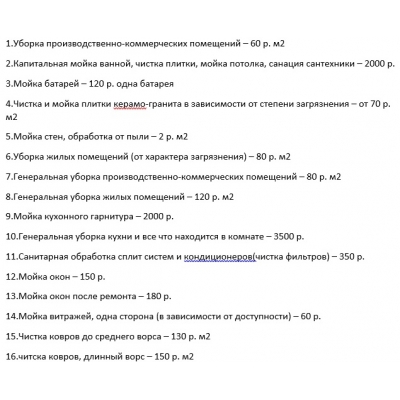 1.Уборка производственно-коммерческих помещений – 60 р. м2
2.Капитальная мойка ванной, чистка плитки, мойка потолка, санация сантехники – 2000 р.
3.Мойка батарей – 120 р. одна батарея
4.Чистка и мойка плитки керамо-гранита в зависимости от степени загрязнения – от 70 р.
м2
5.Мойка стен, обработка от пыли – 2 р. м2
6.Уборка жилых помещений (от характера загрязнения) – 80 р. м2
7.Генеральная уборка производственно-коммерческих помещений – 80 р. м2
8.Генеральная уборка жилых помещений – 120 р. м2
9.Мойка кухонного гарнитура – 2000 р.
10.Генеральная уборка кухни и все что находится в комнате – 3500 р.
11.Санитарная обработка сплит систем и кондиционеров(чистка фильтров) – 350 р.
12.Мойка окон – 150 р.
13.Мойка окон после ремонта – 180 р.
14.Мойка витражей, одна сторона (в зависимости от доступности) – 60 р.
15.Чистка ковров до среднего ворса – 130 р. м2
16.читска ковров, длинный ворс – 150 р. м2